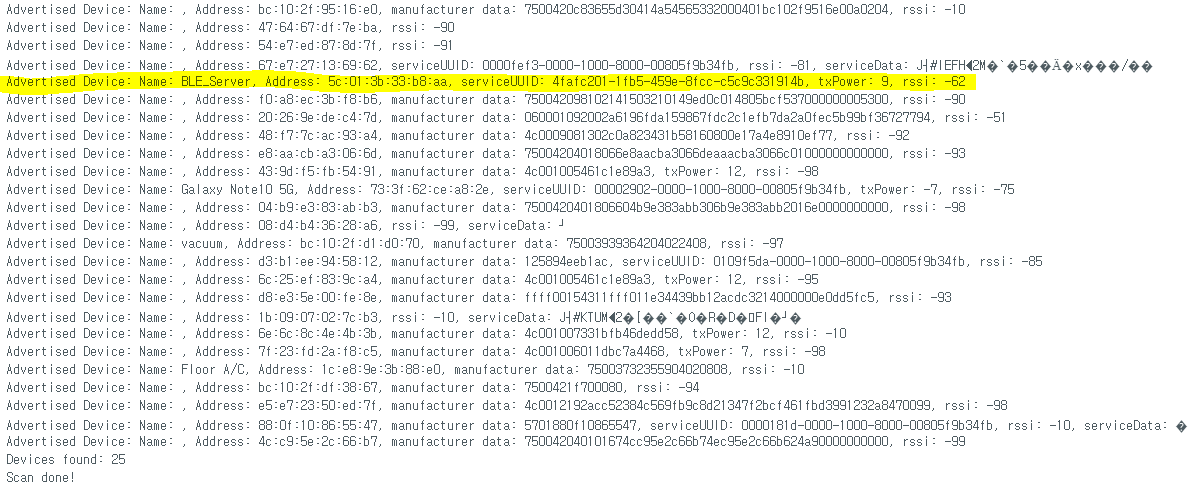 Advertised Device: Name: , Address: bc:10:2f:95:16:e0, manufacturer data: 7500420c83655d30414a54565332000401bc102f9516e00a0204, rssi: -10
Advertised Device: Name: , Address: 47:64:67:df:7e:ba, rssi: -90
Advertised Device: Name: , Address: 54:e7:ed:87:8d:7f, rssi: -91
Advertised Device: Name: , Address: 67:e7:27:13:69:62, serviceUUID: 0000fef3-0000-1000-8000-00805f9b34fb, rssi: -81, serviceData: J┤#IEFH◀2M�`�5��Ä�x���/��
Advertised Device: Name: BLE_Server, Address: 5c:01:3b:33:b8:aa, serviceUUID: 4fafc201-1fb5-459e-8fcc-c5c9c331914b, txPower: 9, rssi: -62
Advertised Device: Name: , Address: f0:a8:ec:3b:f8:b6, manufacturer data: 750042098102141503210149ed0c014805bcf537000000005300, rssi: -90
Advertised Device: Name: , Address: 20:26:9e:de:c4:7d, manufacturer data: 060001092002a6196fda159867fdc2c1efb7da2a0fec5b99bf36727794, rssi: -51
Advertised Device: Name: , Address: 48:f7:7c:ac:93:a4, manufacturer data: 4c0009081302c0a823431b58160800e17a4e8910ef77, rssi: -92
Advertised Device: Name: , Address: e8:aa:cb:a3:06:6d, manufacturer data: 75004204018066e8aacba3066deaaacba3066c01000000000000, rssi: -93
Advertised Device: Name: , Address: 43:9d:f5:fb:54:91, manufacturer data: 4c001005461c1e89a3, txPower: 12, rssi: -98
Advertised Device: Name: Galaxy Note10 5G, Address: 73:3f:62:ce:a8:2e, serviceUUID: 00002902-0000-1000-8000-00805f9b34fb, txPower: -7, rssi: -75
Advertised Device: Name: , Address: 04:b9:e3:83:ab:b3, manufacturer data: 7500420401806604b9e383abb306b9e383abb2016e0000000000, rssi: -98
Advertised Device: Name: , Address: 08:d4:b4:36:28:a6, rssi: -99, serviceData: ┘
Advertised Device: Name: vacuum, Address: bc:10:2f:d1:d0:70, manufacturer data: 75003939364204022408, rssi: -97
Advertised Device: Name: , Address: d3:b1:ee:94:58:12, manufacturer data: 125894eeb1ac, serviceUUID: 0109f5da-0000-1000-8000-00805f9b34fb, rssi: -85
Advertised Device: Name: , Address: 6c:25:ef:83:9c:a4, manufacturer data: 4c001005461c1e89a3, txPower: 12, rssi: -95
Advertised Device: Name: , Address: d8:e3:5e:00:fe:8e, manufacturer data: ffff00154311fff011e34439bb12acdc3214000000e0dd5fc5, rssi: -93
Advertised Device: Name: , Address: 1b:09:07:02:7c:b3, rssi: -10, serviceData: J┤#KTUM◀2�[��`�0�R�D�▯FI�┘�
Advertised Device: Name: , Address: 6e:6c:8c:4e:4b:3b, manufacturer data: 4c001007331bfb46dedd58, txPower: 12, rssi: -10
Advertised Device: Name: , Address: 7f:23:fd:2a:f8:c5, manufacturer data: 4c001006011dbc7a4468, txPower: 7, rssi: -98
Advertised Device: Name: Floor A/C, Address: 1c:e8:9e:3b:88:e0, manufacturer data: 75003732355904020808, rssi: -10
Advertised Device: Name: , Address: bc:10:2f:df:38:67, manufacturer data: 7500421f700080, rssi: -94
Advertised Device: Name: , Address: e5:e7:23:50:ed:7f, manufacturer data: 4c0012192acc52384c569fb9c8d21347f2bcf461fbd3991232a8470099, rssi: -98
Advertised Device: Name: , Address: 88:0f:10:86:55:47, manufacturer data: 5701880f10865547, serviceUUID: 0000181d-0000-1000-8000-00805f9b34fb, rssi: -10, serviceData: �
Advertised Device: Name: , Address: 4c:c9:5e:2c:66:b7, manufacturer data: 750042040101674cc95e2c66b74ec95e2c66b624a90000000000, rssi: -99
Devices found: 25
Scan done!